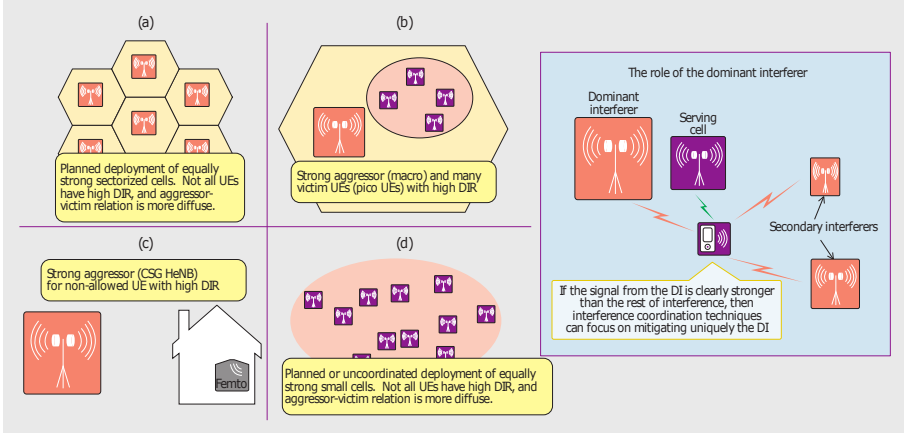 (a)
Planned deployment of equally
strong sectorized cells. Not all UEs
have high DIR, and aggressor-
victim relation is more diffuse.
(b)
Strong aggressor (macro) and many
victim UEs (pico UEs) with high DIR
(c)
Strong aggressor (CSG HeNB)
for non-allowed UE with high DIR
Femto
(d)
Planned or uncoordinated deployment of equally
strong small cells. Not all UEs have high DIR, and
aggressor-victim relation is more diffuse.
The role of the dominant interferer
Dominant
interferer
Serving
cell
Secondary interferers
If the signal from the DI is clearly stronger
than the rest of interference, then
interference coordination techniques
can focus on mitigating uniquely the DI